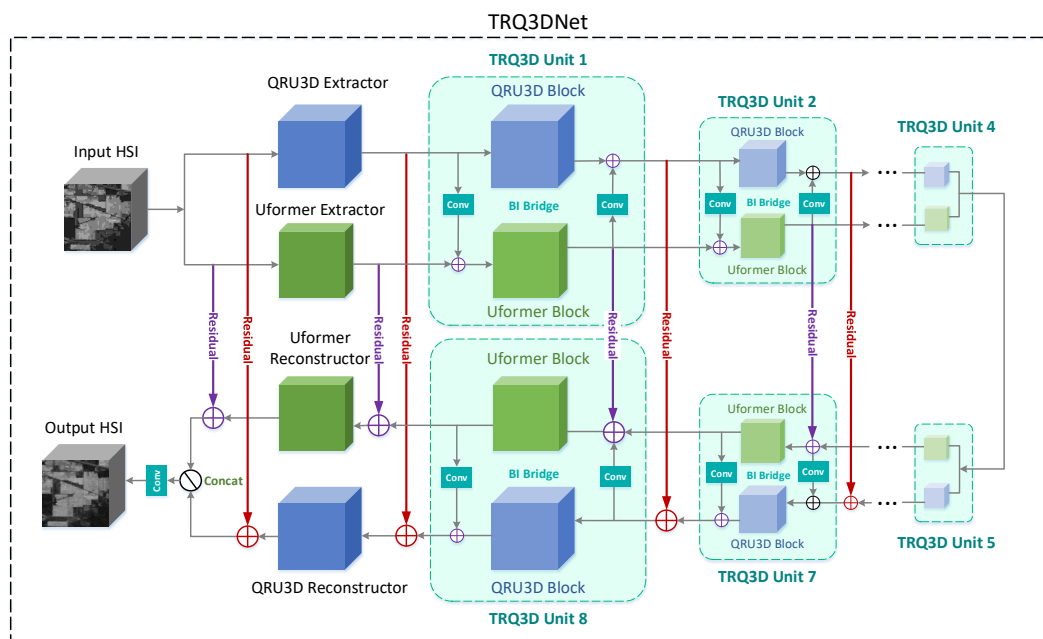 TRQ3DNet
TRQ3D Unit 1
QRU3D Extractor
QRU3D Block
TRQ3D Unit 2
TRQ3D Unit 4
QRU3D Block
Input HSI
Uformer Extractor
Conv
BI Bridge
Conv
Conv
BI Bridge
Conv
Uformer Block
Uformer Block
Residual
Residual
Residual
Residual
Residual
Residual
Residual
Residual
Uformer
Reconstructor
Uformer Block
Uformer Block
Output HSI
Conv
Concat
Conv
BI Bridge
Conv
Conv
BI Bridge
Conv
QRU3D Block
TRQ3D Unit 5
QRU3D Reconstructor
QRU3D Block
TRQ3D Unit 7
TRQ3D Unit 8